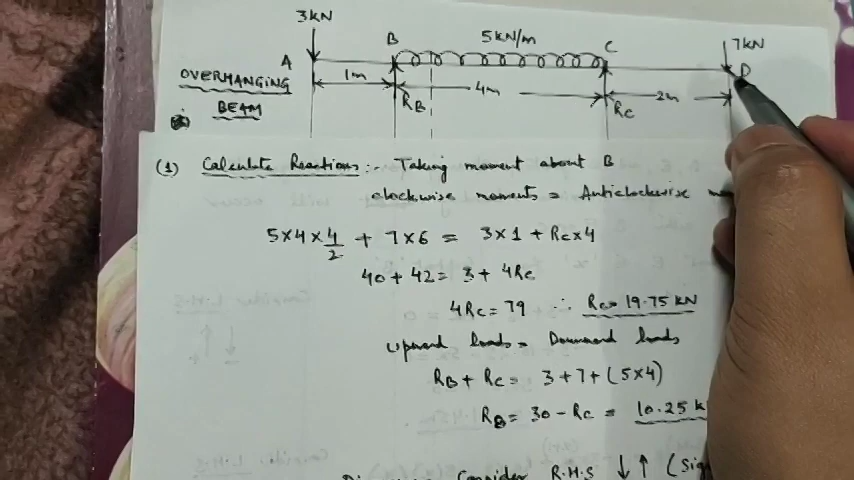 3kN
B 5kN/m C 7kN
A D
OVERHANGING 1m 4m 2m
BEAM RB RC
(1) Calculate Reactions:- Taking moment about B
clockwise moments = Anticlockwise
5×4×4/2 + 7×6 = 3×1 + Rc×4
40+42 = 3 + 4Rc
4Rc = 79 ∴ Rc = 19.75 KN
Upward loads = Downward loads
RB + Rc = 3+7+(5×4)
RB = 30 - Rc = 10.25 k
Consider R.H.S ↓↑ (Sig